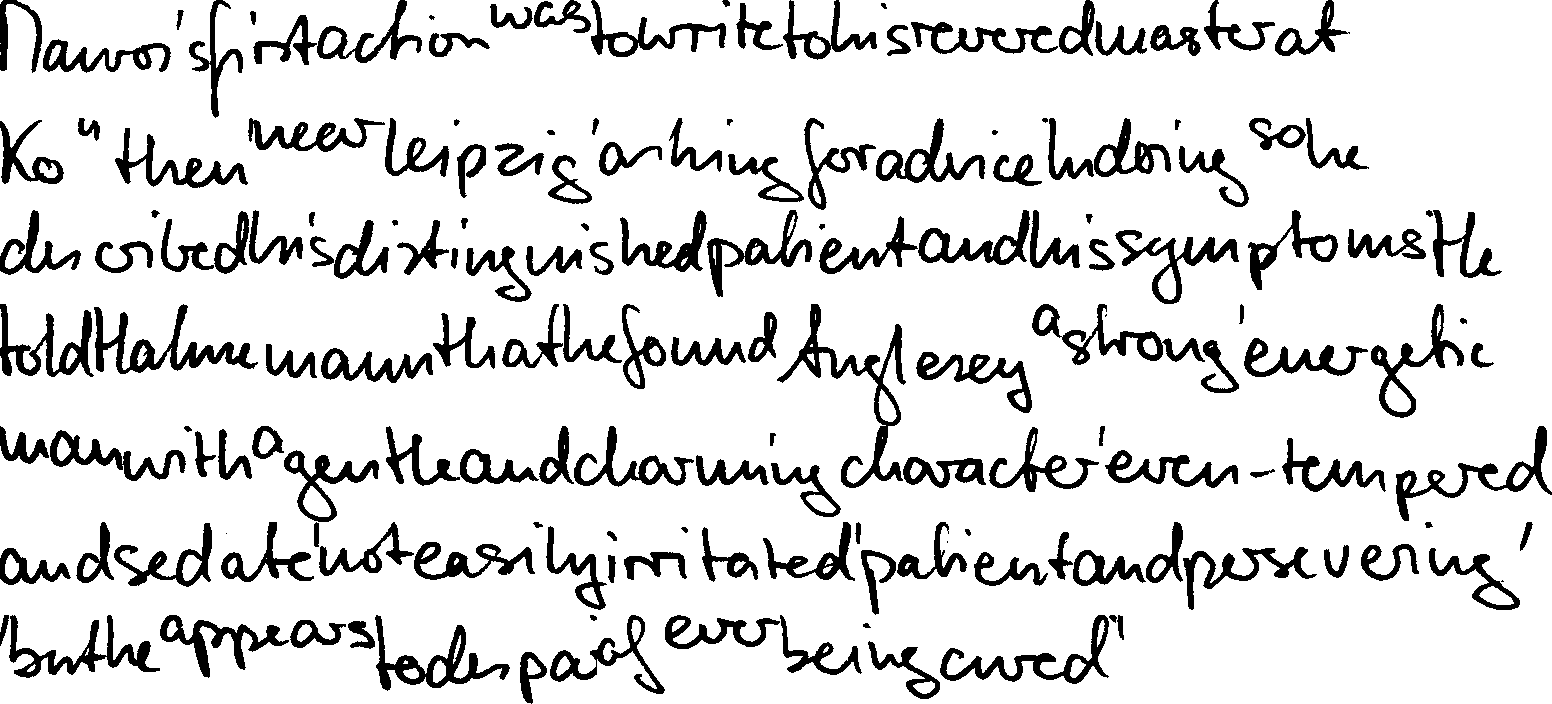 Mauro's first action was to write to his revered master at
Kö then near Leipzig' asking for advice In doing so he
described his distinguished patient and his symptoms He
told Hahnemann that he found Anglesey a strong' energetic
man with a gentle and charming character' even-tempered
and sedate' not easily irritated' patient and persevering'
'but he appears to despair of ever being cured"